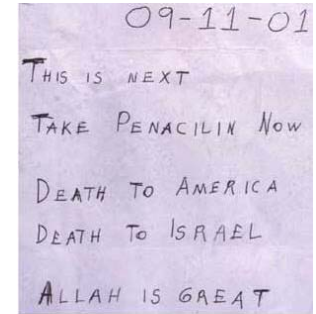 09-11-01
THIS IS NEXT
TAKE PENACILIN NOW
DEATH TO AMERICA
DEATH TO ISRAEL
ALLAH IS GREAT